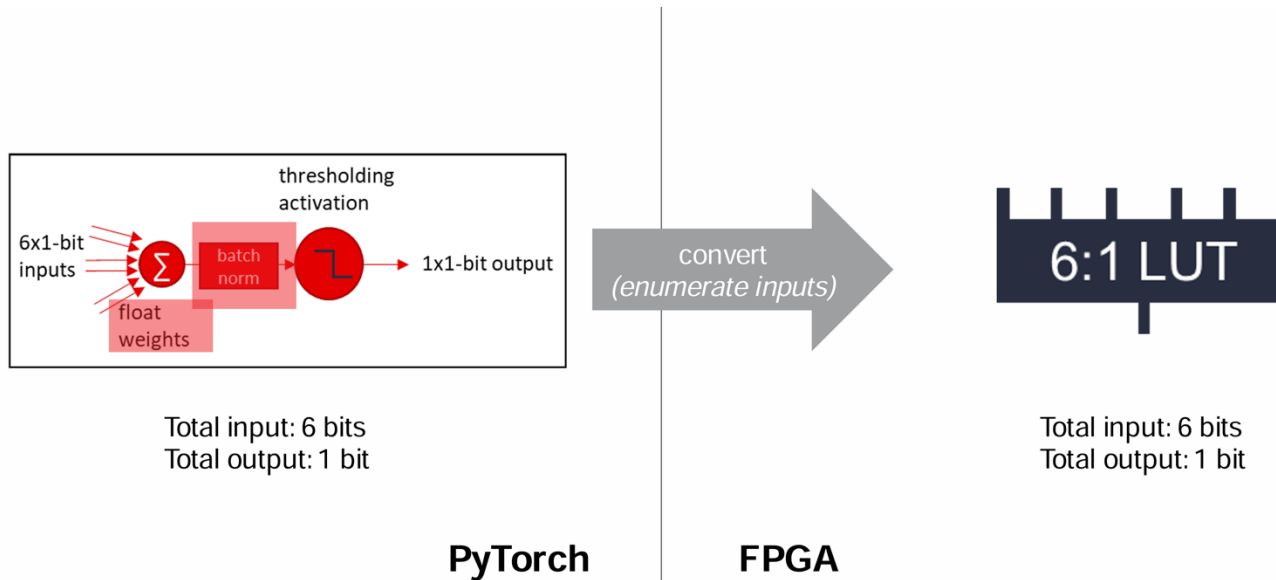 thresholding
activation
6x1-bit
inputs
Σ
batch
norm
1x1-bit output
float
weights
convert
(enumerate inputs)
6:1 LUT
Total input: 6 bits
Total output: 1 bit
Total input: 6 bits
Total output: 1 bit
PyTorch
FPGA